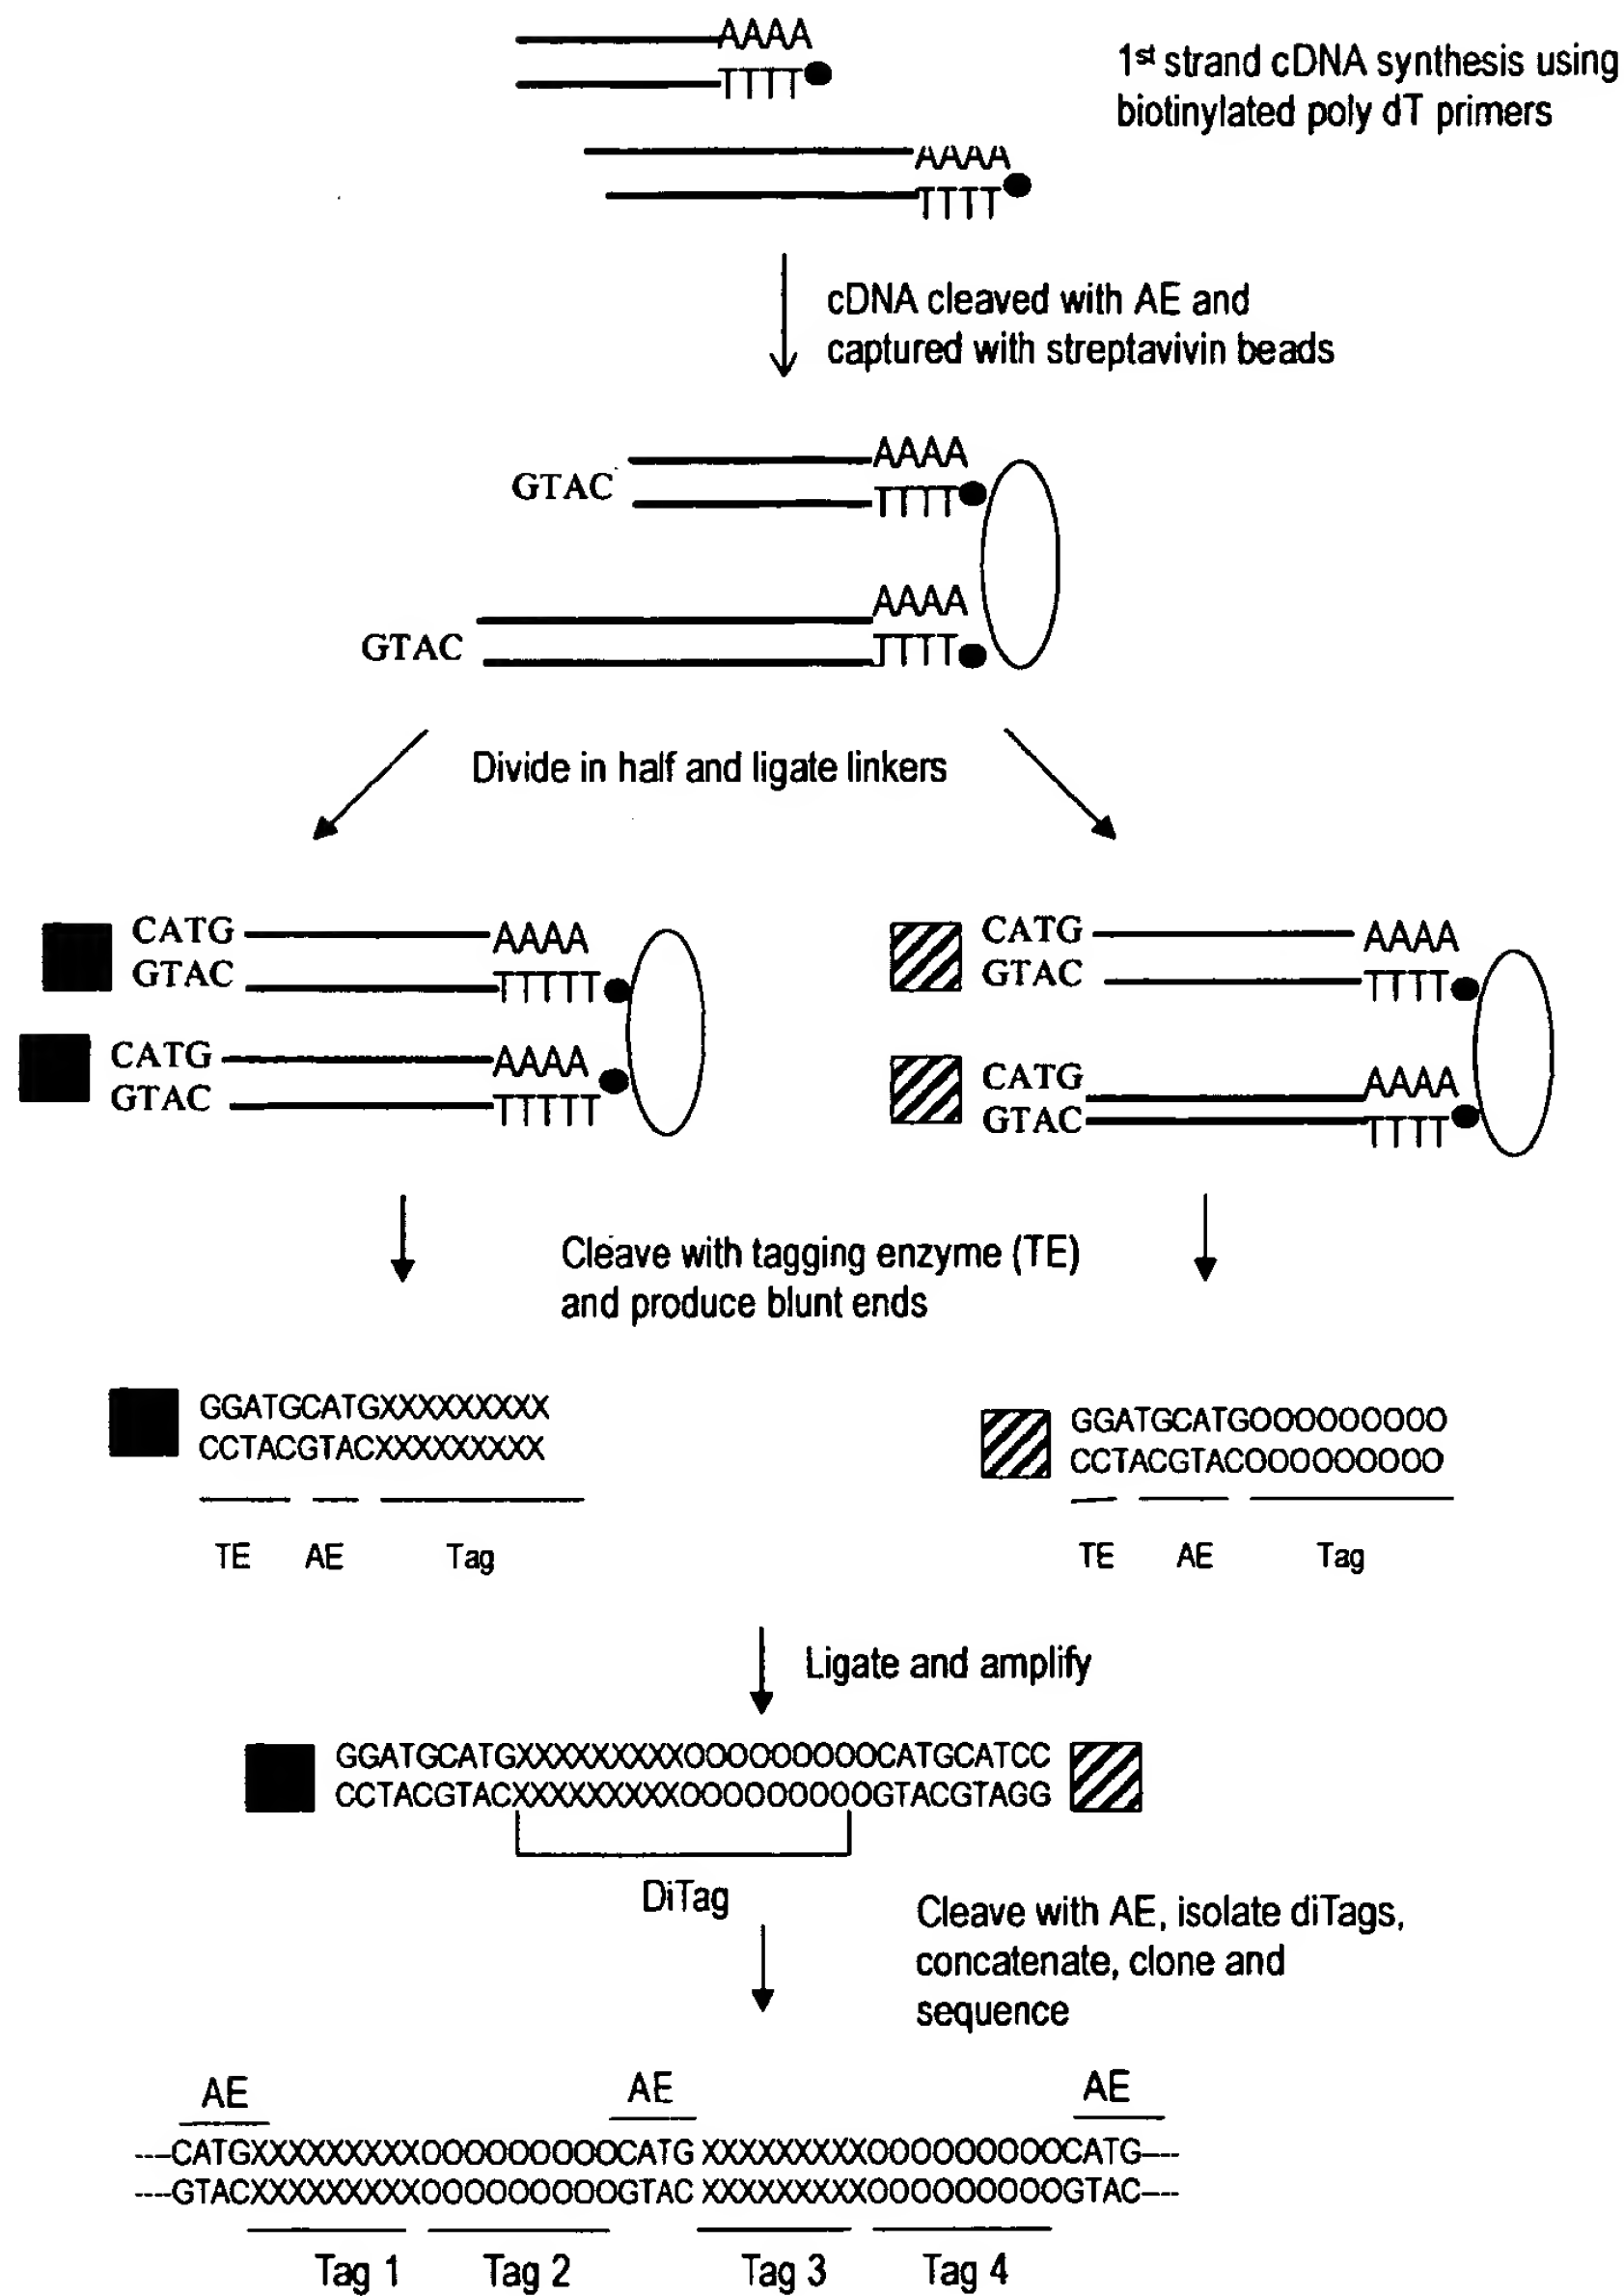 AAAA
TTTT
1st strand cDNA synthesis using
biotinylated poly dT primers
AAAA
TTTT
cDNA cleaved with AE and
captured with streptavivin beads
AAAA
GTAC
TTTT
AAAA
GTAC
TTTT
Divide in half and ligate linkers
CATG AAAA
GTAC TTTTT
CATG AAAA
GTAC TTTTT
CATG AAAA
GTAC TTTT
CATG AAAA
GTAC TTTT
Cleave with tagging enzyme (TE)
and produce blunt ends
GGATGCATGXXXXXXXXX
CCTACGTACXXXXXXXXX
TE AE Tag
GGATGCATGOOOOOOOOO
CCTACGTACOOOOOOOOO
TE AE Tag
Ligate and amplify
GGATGCATGXXXXXXXXXOOOOOOOOOCATGCATCC
CCTACGTACXXXXXXXXXOOOOOOOOOGTACGTAGG
DiTag
Cleave with AE, isolate diTags,
concatenate, clone and
sequence
AE AE AE
---CATGXXXXXXXXXOOOOOOOOOCATG XXXXXXXXXOOOOOOOOOCATG---
----GTACXXXXXXXXXOOOOOOOOOGTAC XXXXXXXXXOOOOOOOOOGTAC---
Tag 1 Tag 2 Tag 3 Tag 4